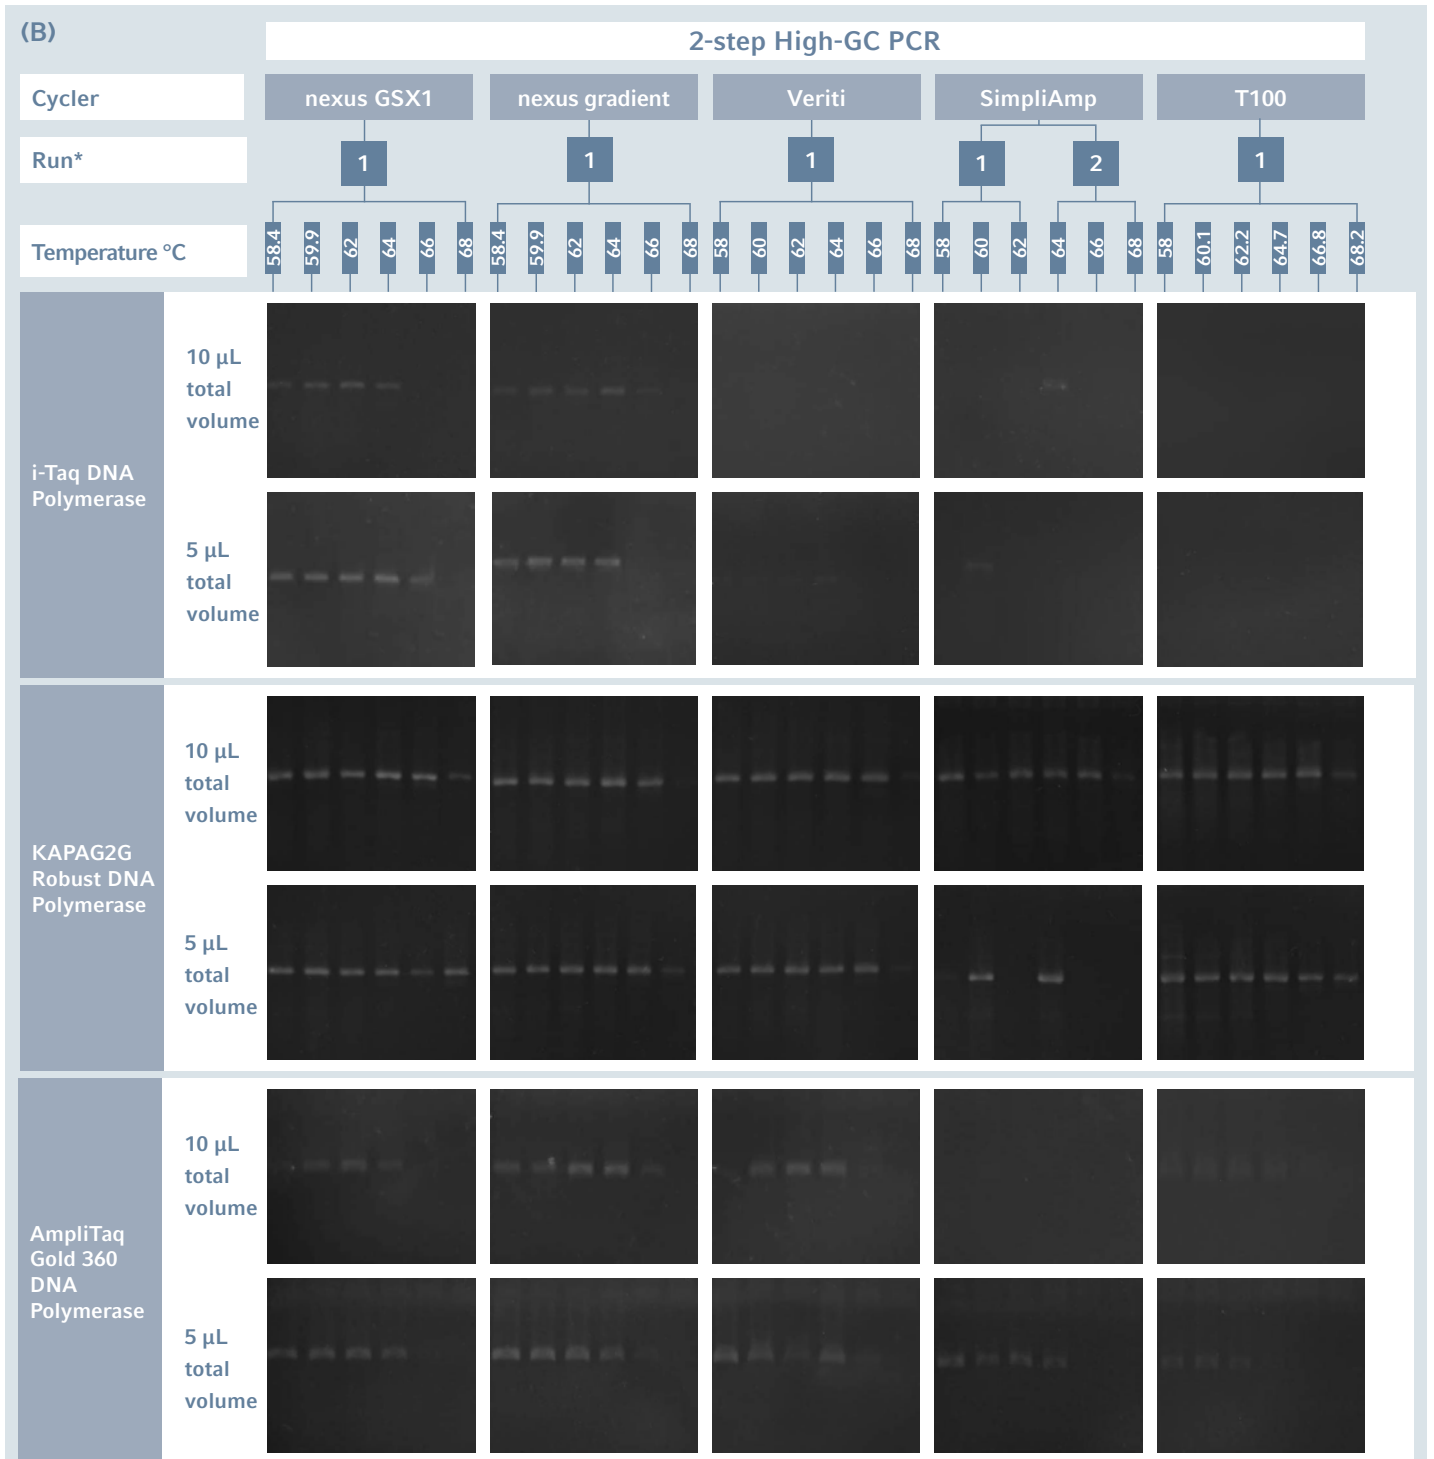 (B)
2-step High-GC PCR
Cycler
nexus GSX1
nexus gradient
Veriti
SimpliAmp
T100
Run*
1
1
1
1
2
1
Temperature °C
58.4
59.9
62
64
66
68
58.4
59.9
62
64
66
68
58
60
62
64
66
68
58
60
62
64
66
68
58
60.1
62.2
64.7
66.8
68.2
i-Taq DNA
Polymerase
10 µL
total
volume
5 µL
total
volume
KAPAG2G
Robust DNA
Polymerase
10 µL
total
volume
5 µL
total
volume
AmpliTaq
Gold 360
DNA
Polymerase
10 µL
total
volume
5 µL
total
volume